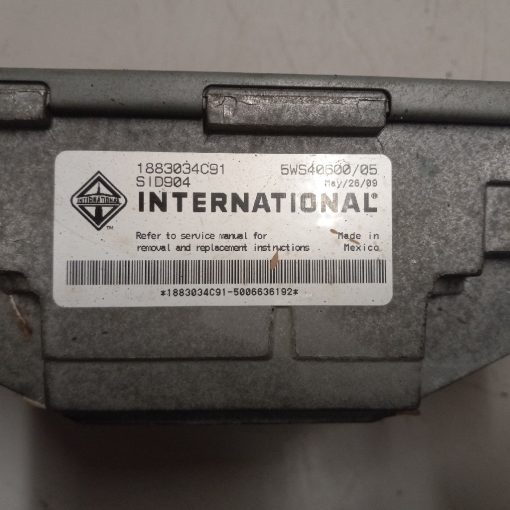 1883034C91 5WS40600/05
SID904 May/26/09
INTERNATIONAL
INTERNATIONAL®
™
Refer to service manual for Made in
removal and replacement instructions Mexico
*1883034C91-5006636192*